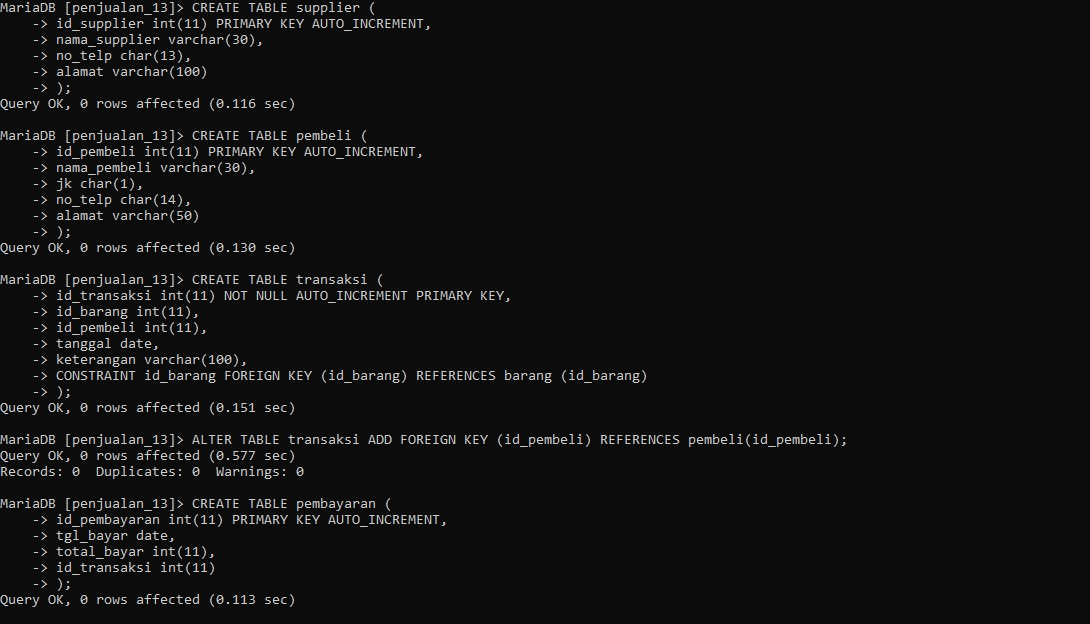 MariaDB [penjualan_13]> CREATE TABLE supplier (
    -> id_supplier int(11) PRIMARY KEY AUTO_INCREMENT,
    -> nama_supplier varchar(30),
    -> no_telp char(13),
    -> alamat varchar(100)
    -> );
Query OK, 0 rows affected (0.116 sec)

MariaDB [penjualan_13]> CREATE TABLE pembeli (
    -> id_pembeli int(11) PRIMARY KEY AUTO_INCREMENT,
    -> nama_pembeli varchar(30),
    -> jk char(1),
    -> no_telp char(14),
    -> alamat varchar(50)
    -> );
Query OK, 0 rows affected (0.130 sec)

MariaDB [penjualan_13]> CREATE TABLE transaksi (
    -> id_transaksi int(11) NOT NULL AUTO_INCREMENT PRIMARY KEY,
    -> id_barang int(11),
    -> id_pembeli int(11),
    -> tanggal date,
    -> keterangan varchar(100),
    -> CONSTRAINT id_barang FOREIGN KEY (id_barang) REFERENCES barang (id_barang)
    -> );
Query OK, 0 rows affected (0.151 sec)

MariaDB [penjualan_13]> ALTER TABLE transaksi ADD FOREIGN KEY (id_pembeli) REFERENCES pembeli(id_pembeli);
Query OK, 0 rows affected (0.577 sec)
Records: 0  Duplicates: 0  Warnings: 0

MariaDB [penjualan_13]> CREATE TABLE pembayaran (
    -> id_pembayaran int(11) PRIMARY KEY AUTO_INCREMENT,
    -> tgl_bayar date,
    -> total_bayar int(11),
    -> id_transaksi int(11)
    -> );
Query OK, 0 rows affected (0.113 sec)